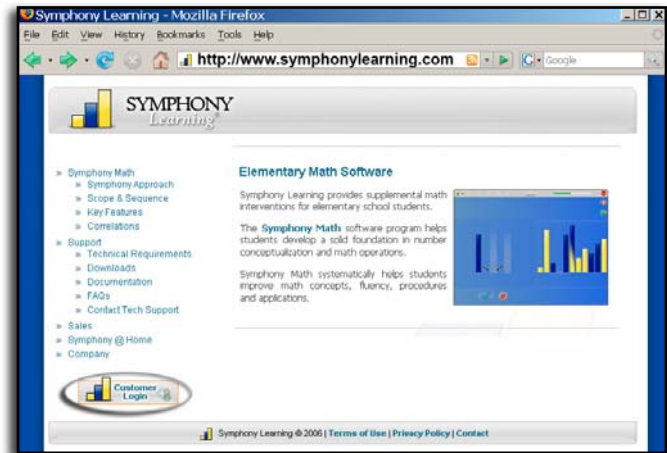 Symphony Learning - Mozilla Firefox
File Edit View History Bookmarks Tools Help
http://www.symphonylearning.com
G Google
SYMPHONY
Learning
» Symphony Math
» Symphony Approach
» Scope & Sequence
» Key Features
» Correlations
» Support
» Technical Requirements
» Downloads
» Documentation
» FAQs
» Contact Tech Support
» Sales
» Symphony @ Home
» Company
Customer
Login
Elementary Math Software
Symphony Learning provides supplemental math
interventions for elementary school students.
The Symphony Math software program helps
students develop a solid foundation in number
conceptualization and math operations.
Symphony Math systematically helps students
improve math concepts, fluency, procedures
and applications.
Symphony Learning © 2006 | Terms of Use | Privacy Policy | Contact